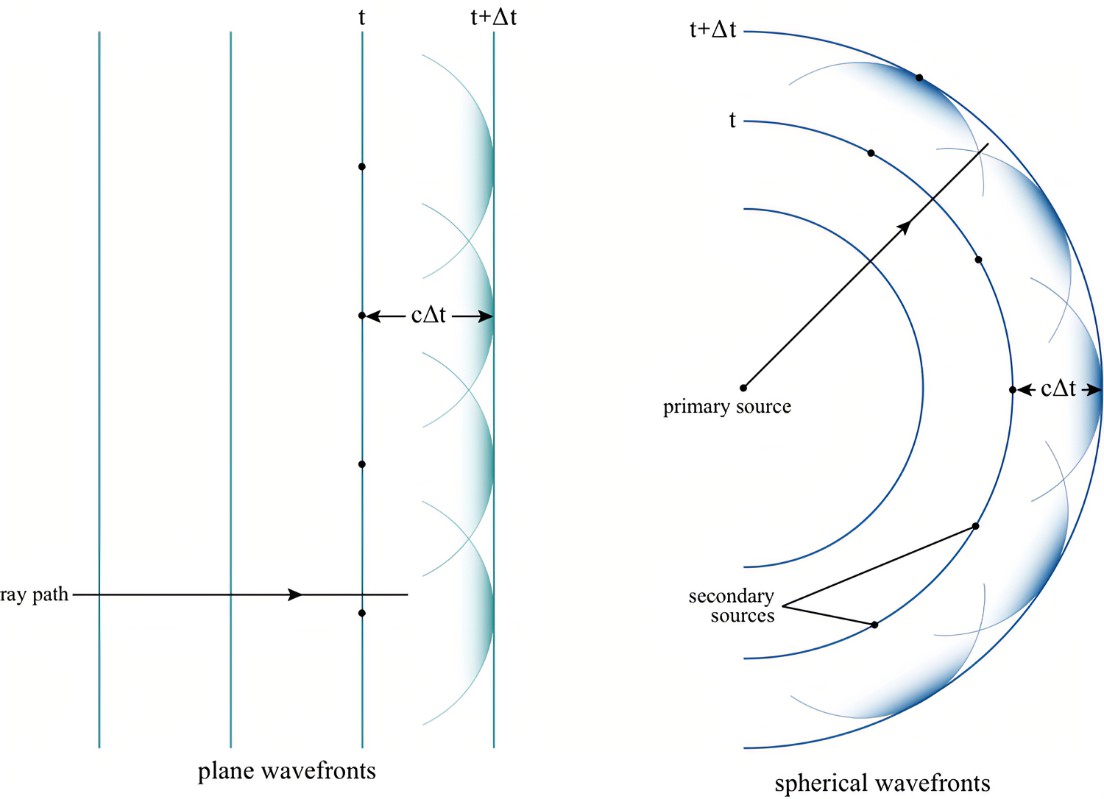 t
t+Δt
cΔt
ray path
plane wavefronts
t+Δt
t
primary source
cΔt
secondary
sources
spherical wavefronts